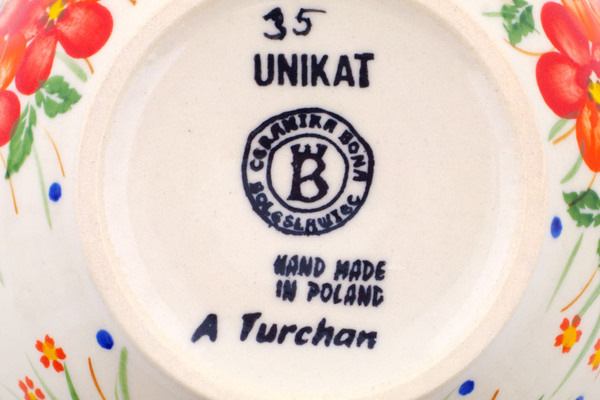 35
UNIKAT
CERAMIKA BONA
B
BOLESŁAWIEC
HAND MADE
IN POLAND
A Turchan